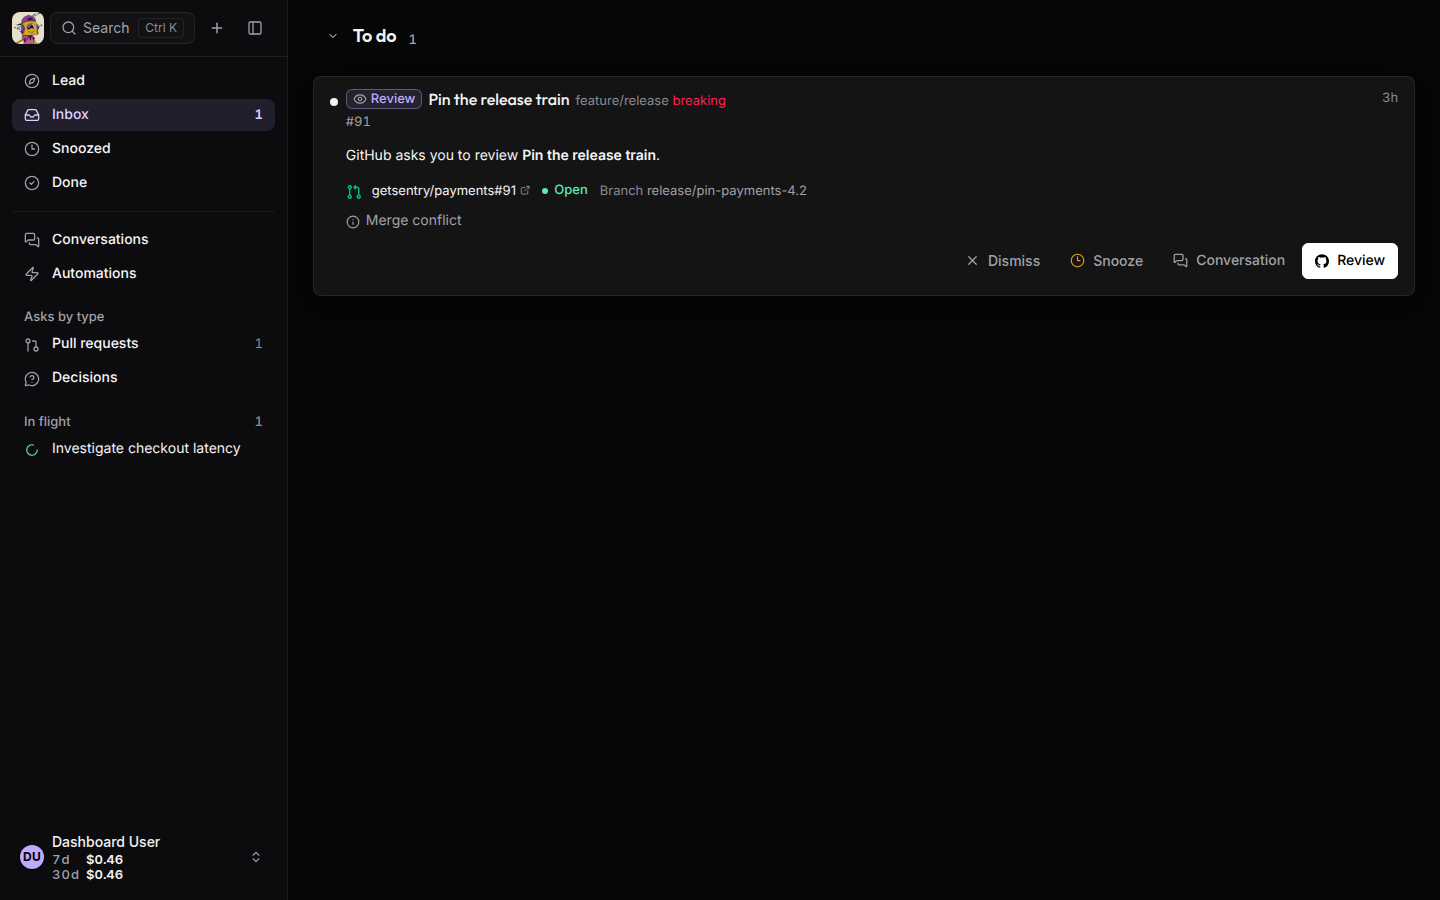 Search Ctrl K
Lead
Inbox 1
Snoozed
Done
Conversations
Automations
Asks by type
Pull requests 1
Decisions
In flight 1
Investigate checkout latency
DU
Dashboard User
7d $0.46
30d $0.46
To do 1
Review Pin the release train feature/release breaking 3h
#91
GitHub asks you to review Pin the release train.
getsentry/payments#91 Open Branch release/pin-payments-4.2
Merge conflict
Dismiss Snooze Conversation Review